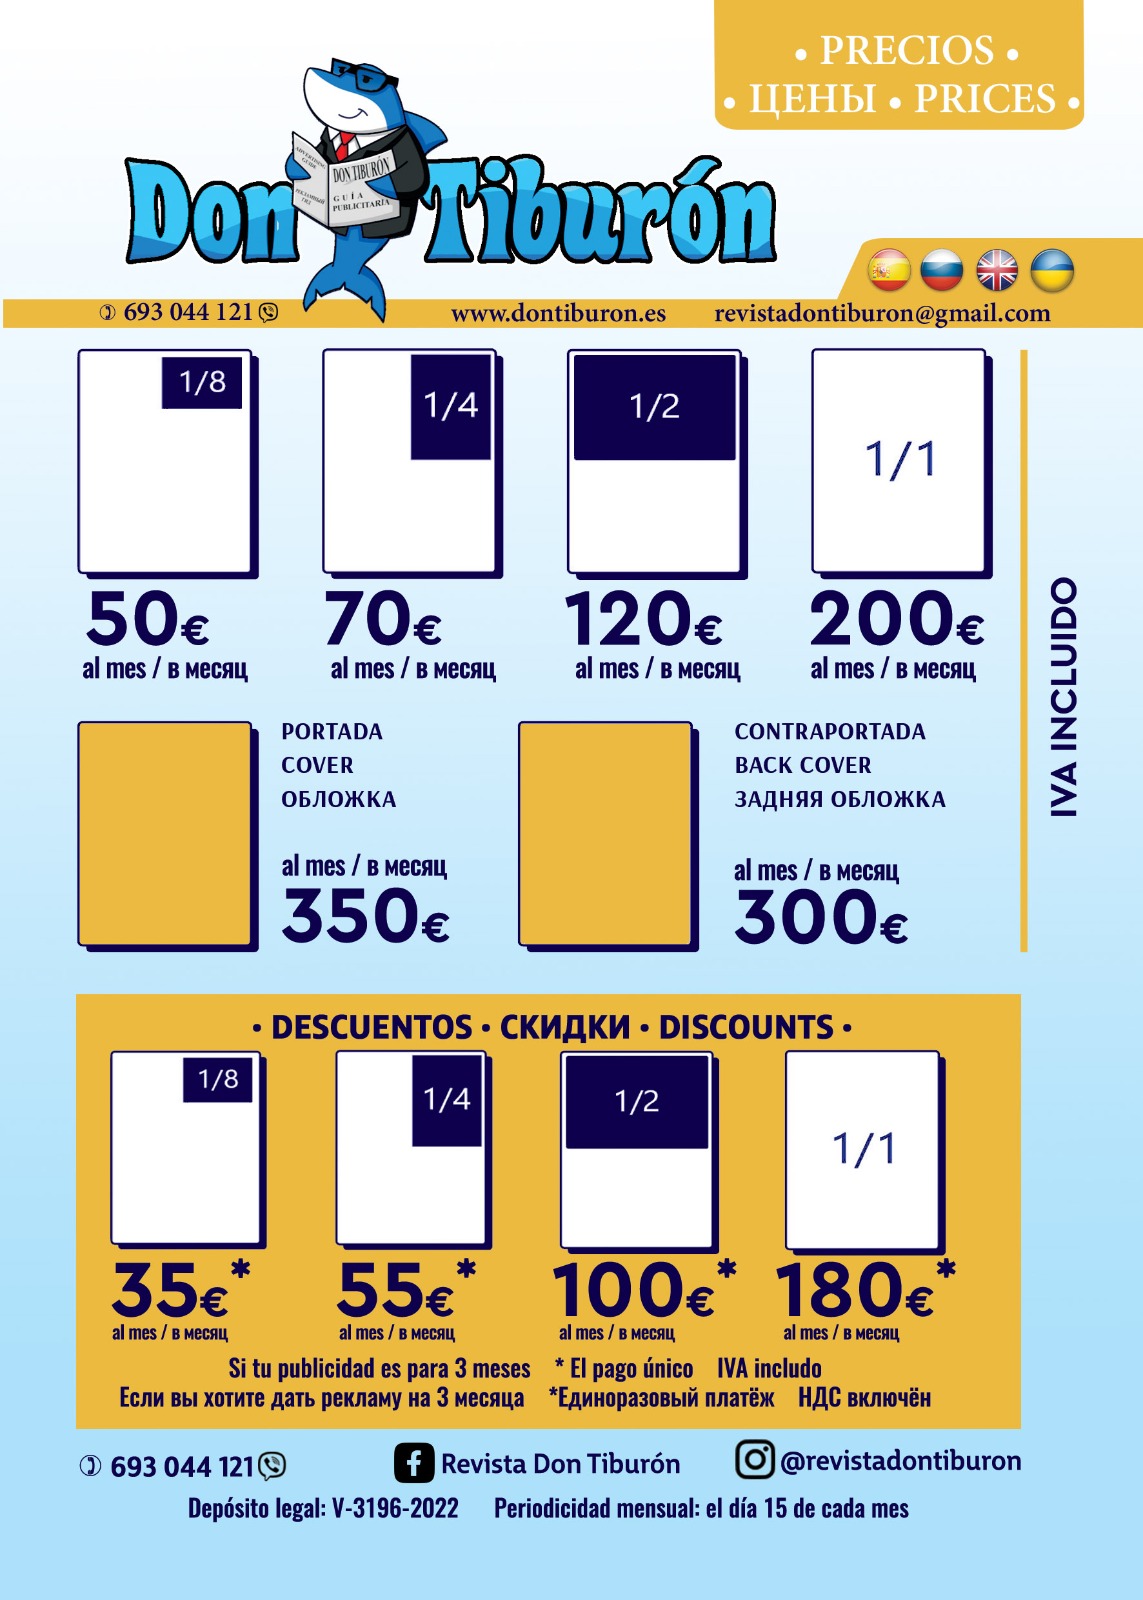 • PRECIOS •
• ЦЕНЫ • PRICES •
Don Tiburón
ADVERTISING GUIDE
РЕКЛАМНЫЙ ГИД
DON TIBURÓN
GUÍA
PUBLICITARIA
693 044 121 www.dontiburon.es revistadontiburon@gmail.com
1/8 1/4 1/2 1/1
50€ 70€ 120€ 200€
al mes / в месяц al mes / в месяц al mes / в месяц al mes / в месяц
IVA INCLUIDO
PORTADA
COVER
ОБЛОЖКА
al mes / в месяц
350€
CONTRAPORTADA
BACK COVER
ЗАДНЯЯ ОБЛОЖКА
al mes / в месяц
300€
• DESCUENTOS • СКИДКИ • DISCOUNTS •
1/8 1/4 1/2 1/1
35€* 55€* 100€* 180€*
al mes / в месяц al mes / в месяц al mes / в месяц al mes / в месяц
Si tu publicidad es para 3 meses * El pago único IVA includo
Если вы хотите дать рекламу на 3 месяца *Единоразовый платёж НДС включён
693 044 121 Revista Don Tiburón @revistadontiburon
Depósito legal: V-3196-2022 Periodicidad mensual: el día 15 de cada mes